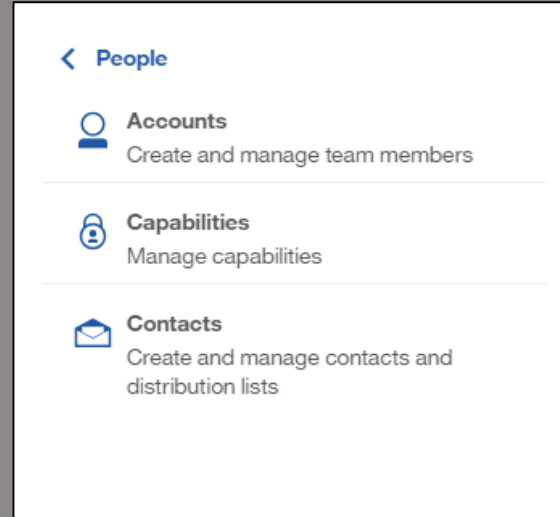 People
Accounts
Create and manage team members
Capabilities
Manage capabilities
Contacts
Create and manage contacts and
distribution lists